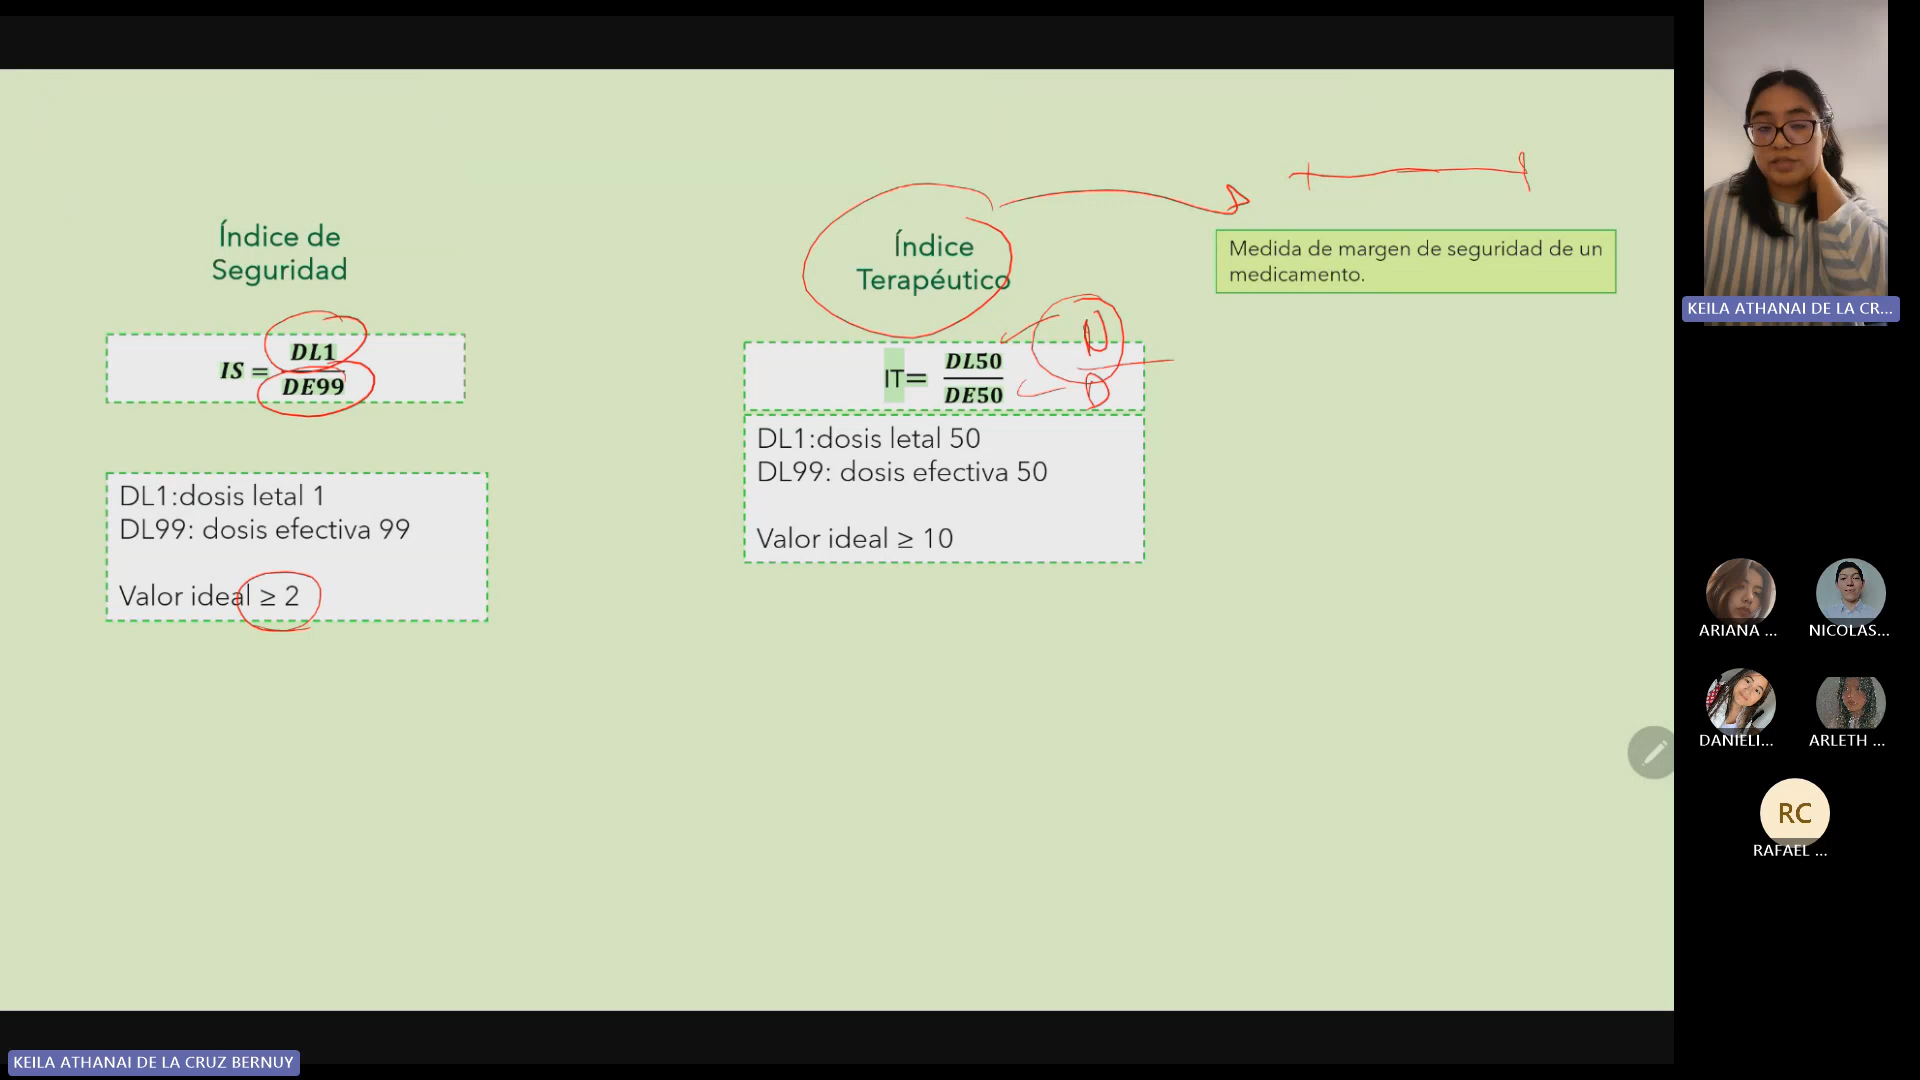 Índice de
Seguridad
IS = DL1
DE99
DL1:dosis letal 1
DL99: dosis efectiva 99
Valor ideal ≥ 2
Índice
Terapéutico
IT= DL50
DE50
N
D
DL1:dosis letal 50
DL99: dosis efectiva 50
Valor ideal ≥ 10
Medida de margen de seguridad de un
medicamento.
KEILA ATHANAI DE LA CR...
ARIANA ...
NICOLAS...
DANIELI...
ARLETH ...
RC
RAFAEL ...
KEILA ATHANAI DE LA CRUZ BERNUY